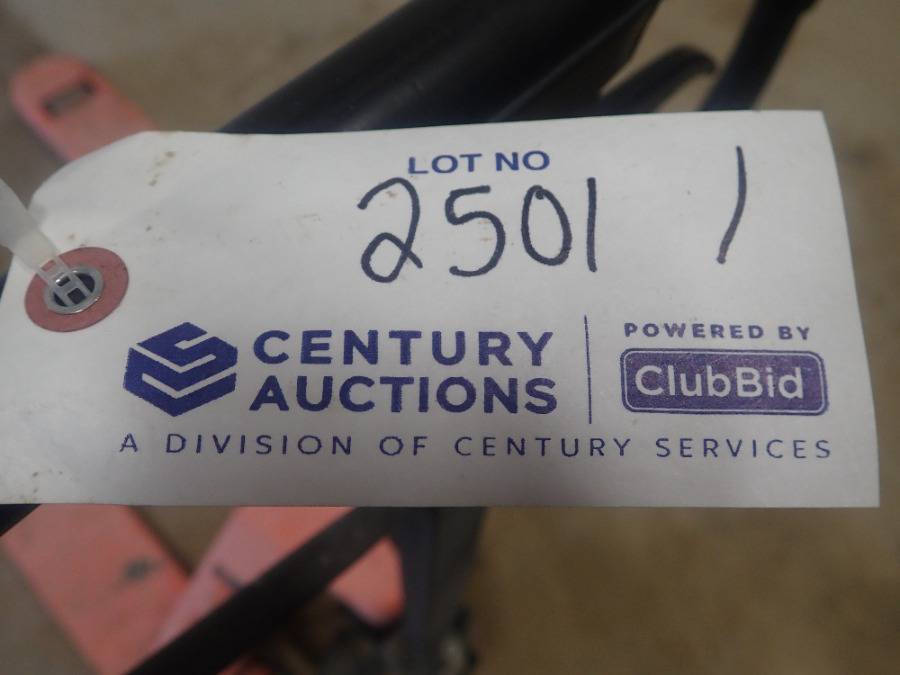 LOT NO
2501 1
CENTURY
AUCTIONS
POWERED BY
ClubBid
A DIVISION OF CENTURY SERVICES